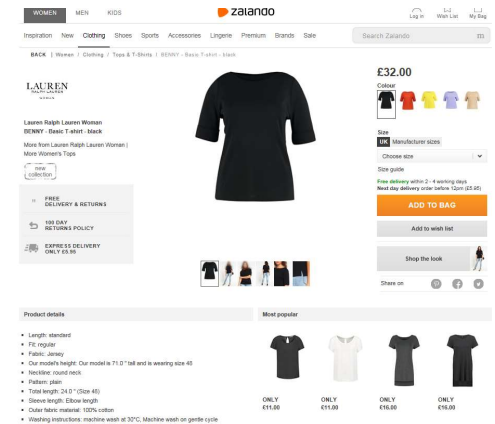 WOMEN MEN KIDS
zalando
Log in Wish List My Bag
Inspiration New Clothing Shoes Sports Accessories Lingerie Premium Brands Sale
Search Zalando
BACK | Women / Clothing / Tops & T-Shirts / BENNY - Basic T-shirt - black
LAUREN
RALPH LAUREN
WOMAN
Lauren Ralph Lauren Woman
BENNY - Basic T-shirt - black
More from Lauren Ralph Lauren Woman |
More Women's Tops
new
collection
FREE
DELIVERY & RETURNS
100 DAY
RETURNS POLICY
EXPRESS DELIVERY
ONLY £5.95
£32.00
Colour
Size
UK Manufacturer sizes
Choose size
Size guide
Free delivery within 2 - 4 working days
Next day delivery order before 12pm (£5.95)
ADD TO BAG
Add to wish list
Shop the look
Share on
Product details
Length: standard
Fit: regular
Fabric: Jersey
Our model's height: Our model is 71.0 " tall and is wearing size 46
Neckline: round neck
Pattern: plain
Total length: 24.0 " (Size 46)
Sleeve length: Elbow length
Outer fabric material: 100% cotton
Washing instructions: machine wash at 30°C, Machine wash on gentle cycle
Most popular
ONLY
£11.00
ONLY
£11.00
ONLY
£16.00
ONLY
£16.00